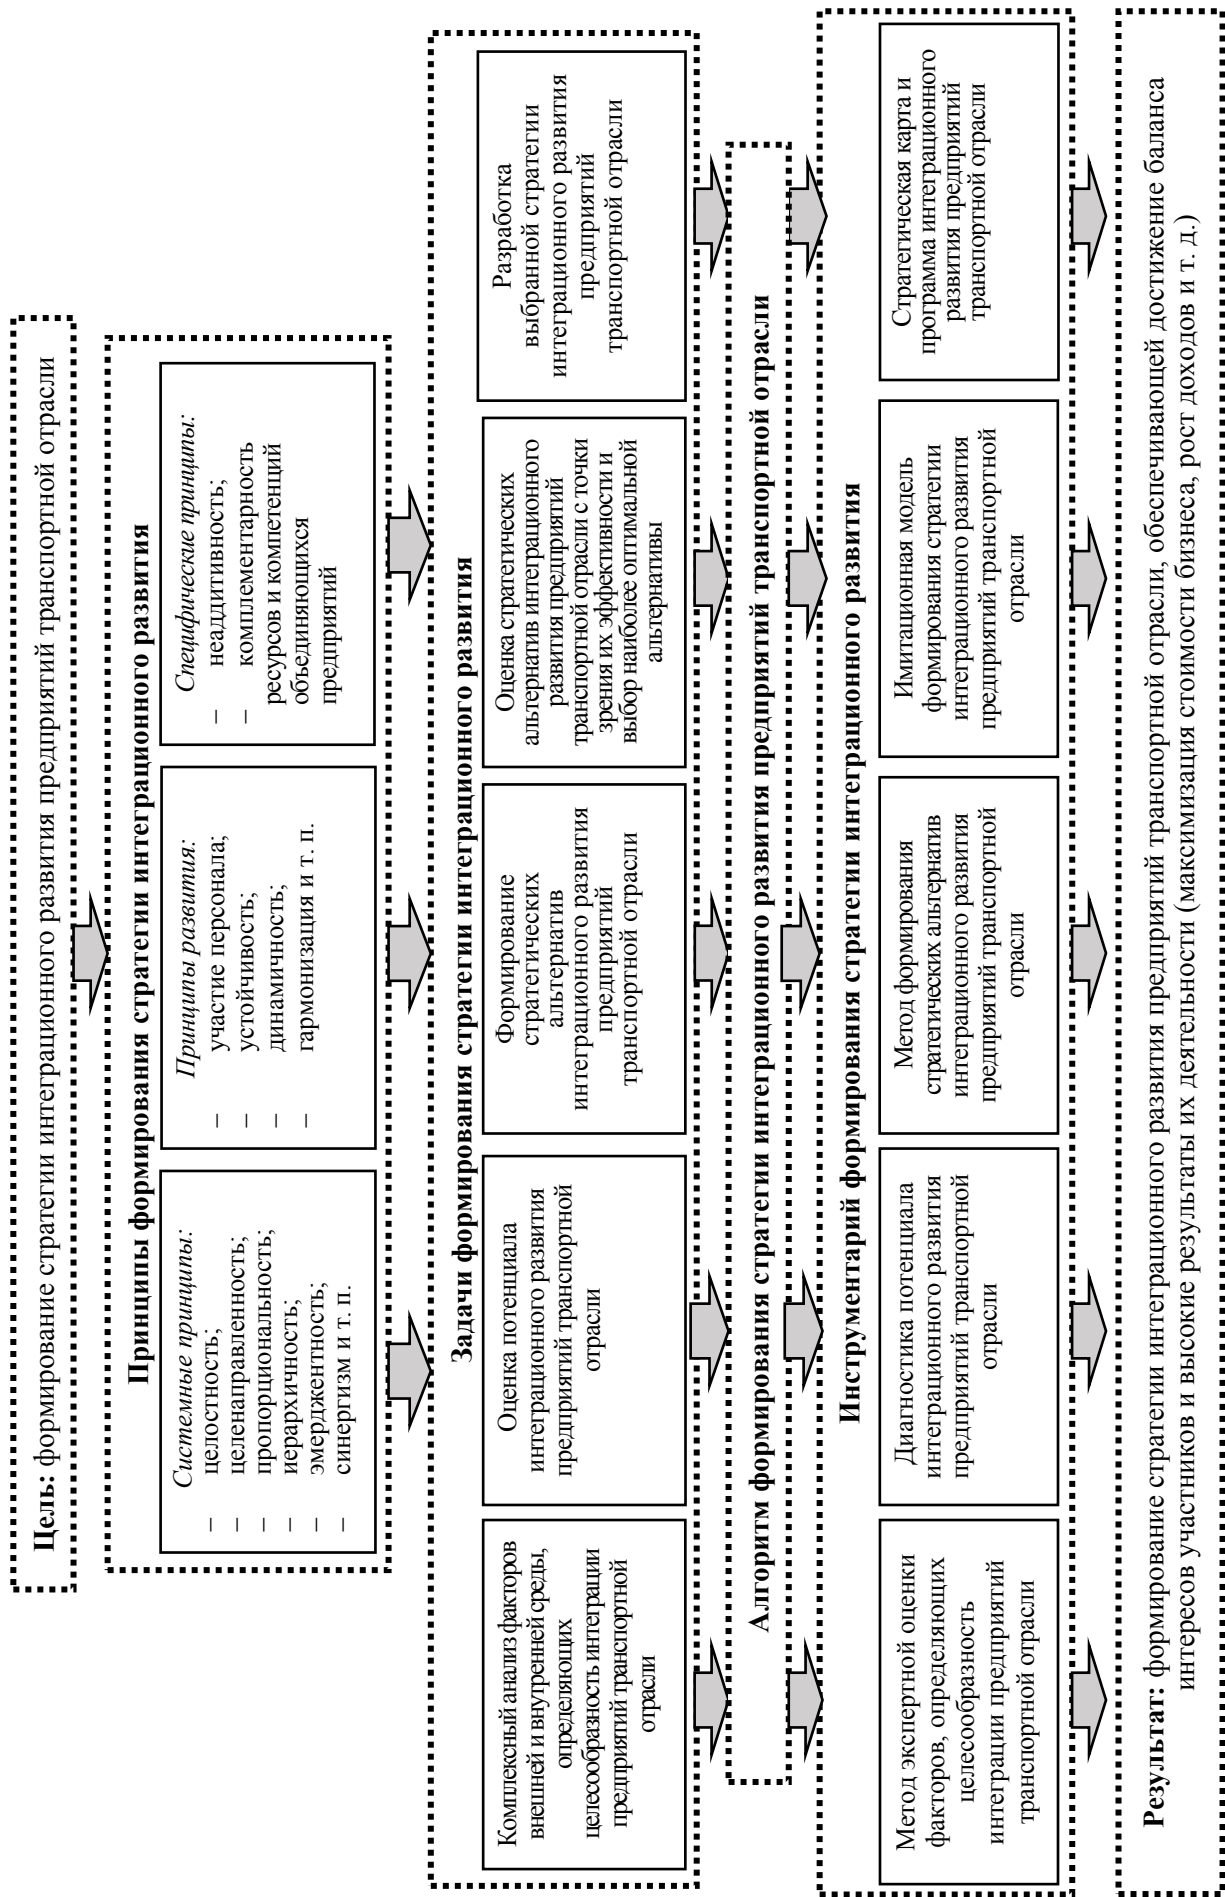 Цель: формирование стратегии интеграционного развития предприятий транспортной отрасли
Принципы формирования стратегии интеграционного развития
Системные принципы:
– целостность;
– целенаправленность;
– пропорциональность;
– иерархичность;
– эмерджентность;
– синергизм и т. п.
Принципы развития:
– участие персонала;
– устойчивость;
– динамичность;
– гармонизация и т. п.
Специфические принципы:
– неаддитивность;
– комплементарность
ресурсов и компетенций
объединяющихся
предприятий
Задачи формирования стратегии интеграционного развития
Комплексный анализ факторов
внешней и внутренней среды,
определяющих
целесообразность интеграции
предприятий транспортной
отрасли
Оценка потенциала
интеграционного развития
предприятий транспортной
отрасли
Формирование
стратегических
альтернатив
интеграционного развития
предприятий
транспортной отрасли
Оценка стратегических
альтернатив интеграционного
развития предприятий
транспортной отрасли с точки
зрения их эффективности и
выбор наиболее оптимальной
альтернативы
Разработка
выбранной стратегии
интеграционного развития
предприятий
транспортной отрасли
Алгоритм формирования стратегии интеграционного развития предприятий транспортной отрасли
Инструментарий формирования стратегии интеграционного развития
Метод экспертной оценки
факторов, определяющих
целесообразность
интеграции предприятий
транспортной отрасли
Диагностика потенциала
интеграционного развития
предприятий транспортной
отрасли
Метод формирования
стратегических альтернатив
интеграционного развития
предприятий транспортной
отрасли
Имитационная модель
формирования стратегии
интеграционного развития
предприятий транспортной
отрасли
Стратегическая карта и
программа интеграционного
развития предприятий
транспортной отрасли
Результат: формирование стратегии интеграционного развития предприятий транспортной отрасли, обеспечивающей достижение баланса
интересов участников и высокие результаты их деятельности (максимизация стоимости бизнеса, рост доходов и т. д.)